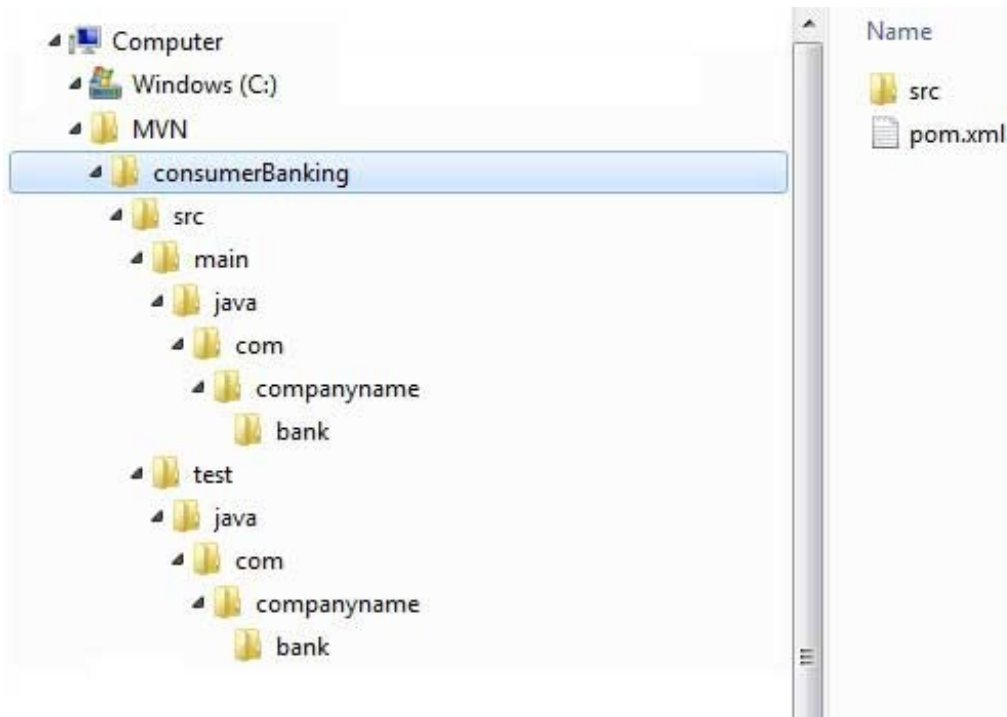 Computer
Windows (C:)
MVN
consumerBanking
src
main
java
com
companyname
bank
test
java
com
companyname
bank
Name
src
pom.xml